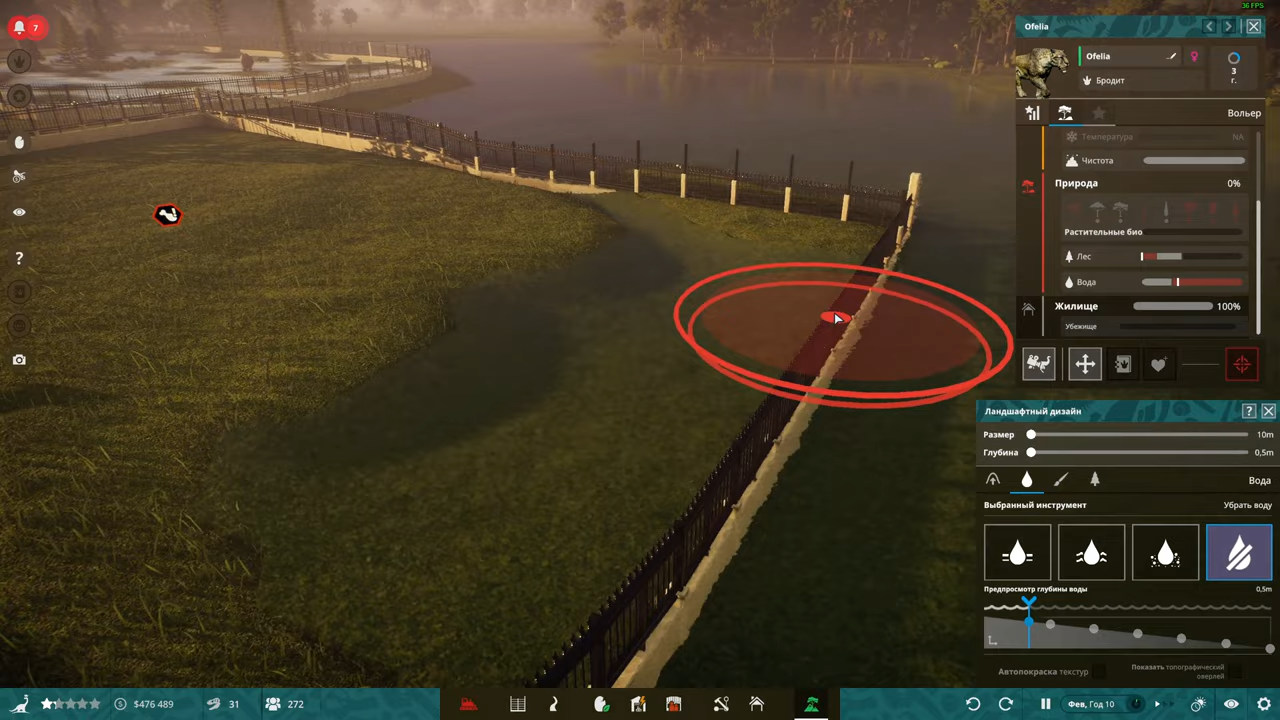 36 FPS
7
Ofelia
Ofelia
Бродит
3
г.
Вольер
Температура NA
Чистота
Природа 0%
Растительные био
Лес
Вода
Жилище 100%
Убежище
Ландшафтный дизайн
?
Размер 10m
Глубина 0,5m
Вода
Выбранный инструмент Убрать воду
Предпросмотр глубины воды 0,5m
Автопокраска текстур
Показать топографический
оверлей
?
$476 489
31
272
Фев, Год 10